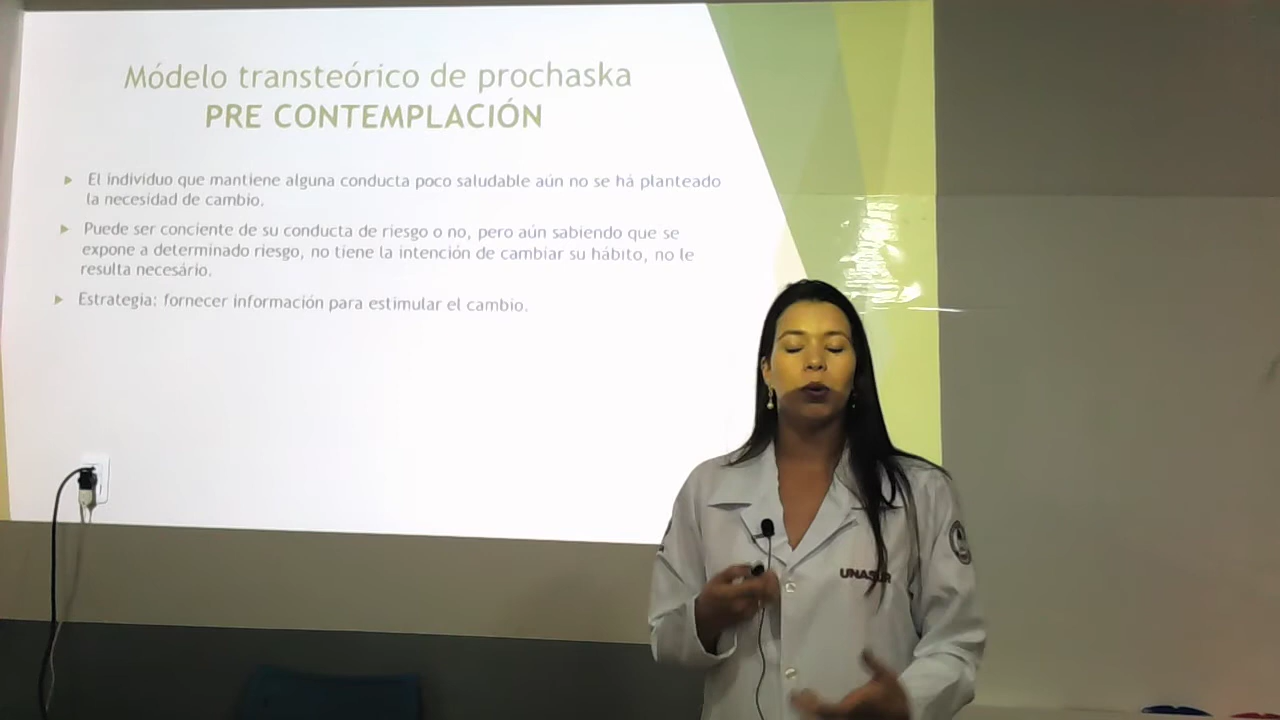 Módelo transteórico de prochaska
PRE CONTEMPLACIÓN
El individuo que mantiene alguna conducta poco saludable aún no se há planteado
la necesidad de cambio.
Puede ser conciente de su conducta de riesgo o no, pero aún sabiendo que se
expone a determinado riesgo, no tiene la intención de cambiar su hábito, no le
resulta necesário.
Estrategia: fornecer información para estimular el cambio.